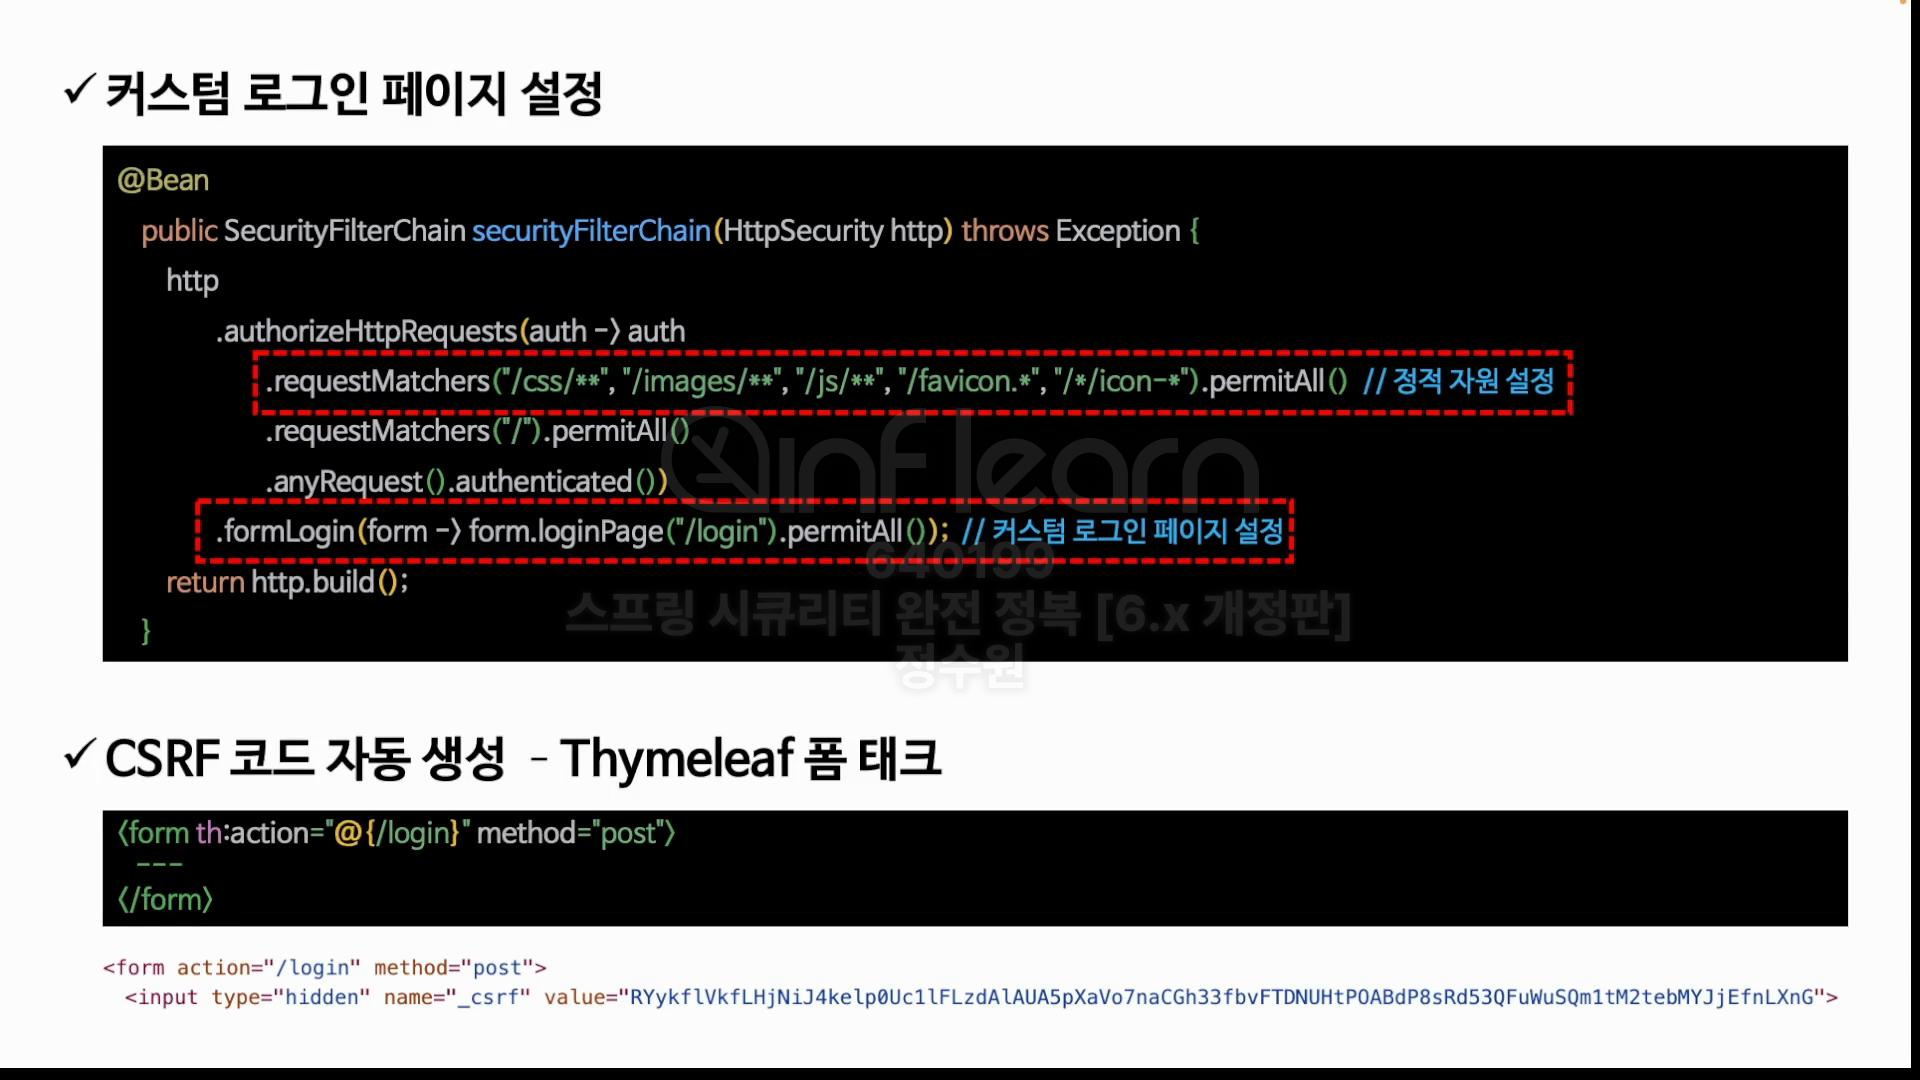 ✓ 커스텀 로그인 페이지 설정
@Bean
public SecurityFilterChain securityFilterChain(HttpSecurity http) throws Exception {
http
.authorizeHttpRequests(auth -> auth
.requestMatchers("/css/**", "/images/**", "/js/**", "/favicon.*", "/*/icon-*").permitAll() // 정적 자원 설정
.requestMatchers("/").permitAll()
.anyRequest().authenticated())
.formLogin(form -> form.loginPage("/login").permitAll()); // 커스텀 로그인 페이지 설정
return http.build();
}
inflearn
640199
스프링 시큐리티 완전 정복 [6.x 개정판]
정수원
✓ CSRF 코드 자동 생성 - Thymeleaf 폼 태크
<form th:action="@{/login}" method="post">
---
</form>
<form action="/login" method="post">
<input type="hidden" name="_csrf" value="RYykflVkfLHjNiJ4kelp0Uc1lFLzdAlAUA5pXaVo7naCGh33fbvFTDNUHtPOABdP8sRd53QFuWuSQm1tM2tebMYJjEfnLXnG">